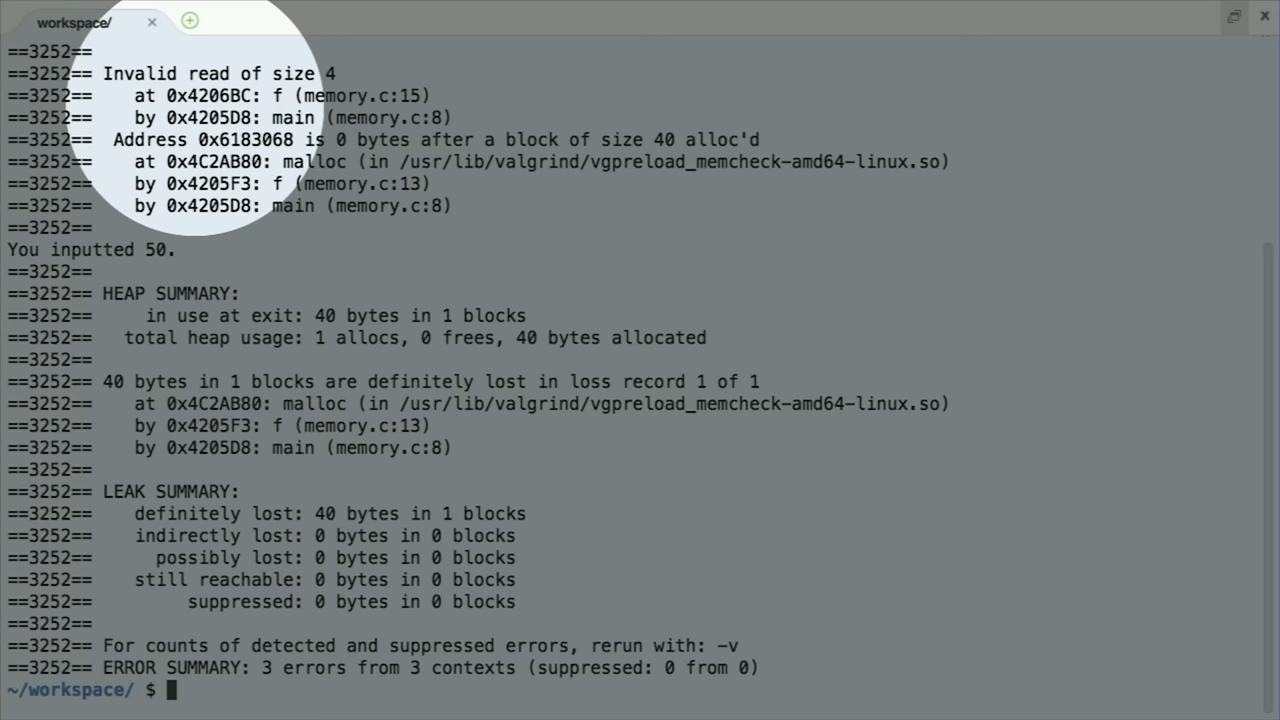 workspace/
==3252==
==3252== Invalid read of size 4
==3252==    at 0x4206BC: f (memory.c:15)
==3252==    by 0x4205D8: main (memory.c:8)
==3252==  Address 0x6183068 is 0 bytes after a block of size 40 alloc'd
==3252==    at 0x4C2AB80: malloc (in /usr/lib/valgrind/vgpreload_memcheck-amd64-linux.so)
==3252==    by 0x4205F3: f (memory.c:13)
==3252==    by 0x4205D8: main (memory.c:8)
==3252==
You inputted 50.
==3252==
==3252== HEAP SUMMARY:
==3252==     in use at exit: 40 bytes in 1 blocks
==3252==   total heap usage: 1 allocs, 0 frees, 40 bytes allocated
==3252==
==3252== 40 bytes in 1 blocks are definitely lost in loss record 1 of 1
==3252==    at 0x4C2AB80: malloc (in /usr/lib/valgrind/vgpreload_memcheck-amd64-linux.so)
==3252==    by 0x4205F3: f (memory.c:13)
==3252==    by 0x4205D8: main (memory.c:8)
==3252==
==3252== LEAK SUMMARY:
==3252==    definitely lost: 40 bytes in 1 blocks
==3252==    indirectly lost: 0 bytes in 0 blocks
==3252==      possibly lost: 0 bytes in 0 blocks
==3252==    still reachable: 0 bytes in 0 blocks
==3252==         suppressed: 0 bytes in 0 blocks
==3252==
==3252== For counts of detected and suppressed errors, rerun with: -v
==3252== ERROR SUMMARY: 3 errors from 3 contexts (suppressed: 0 from 0)
~/workspace/ $